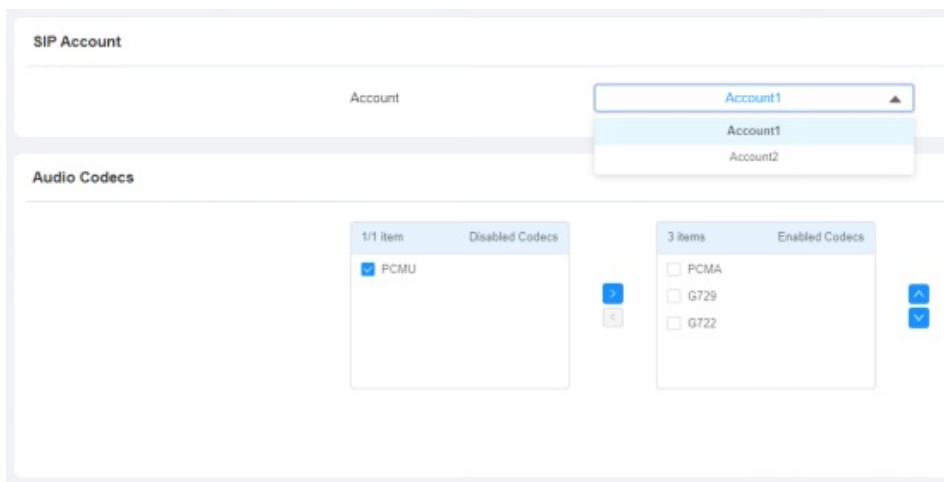 SIP Account
Account
Account1
Account1
Account2
Audio Codecs
1/1 item Disabled Codecs
PCMU
3 items Enabled Codecs
PCMA
G729
G722